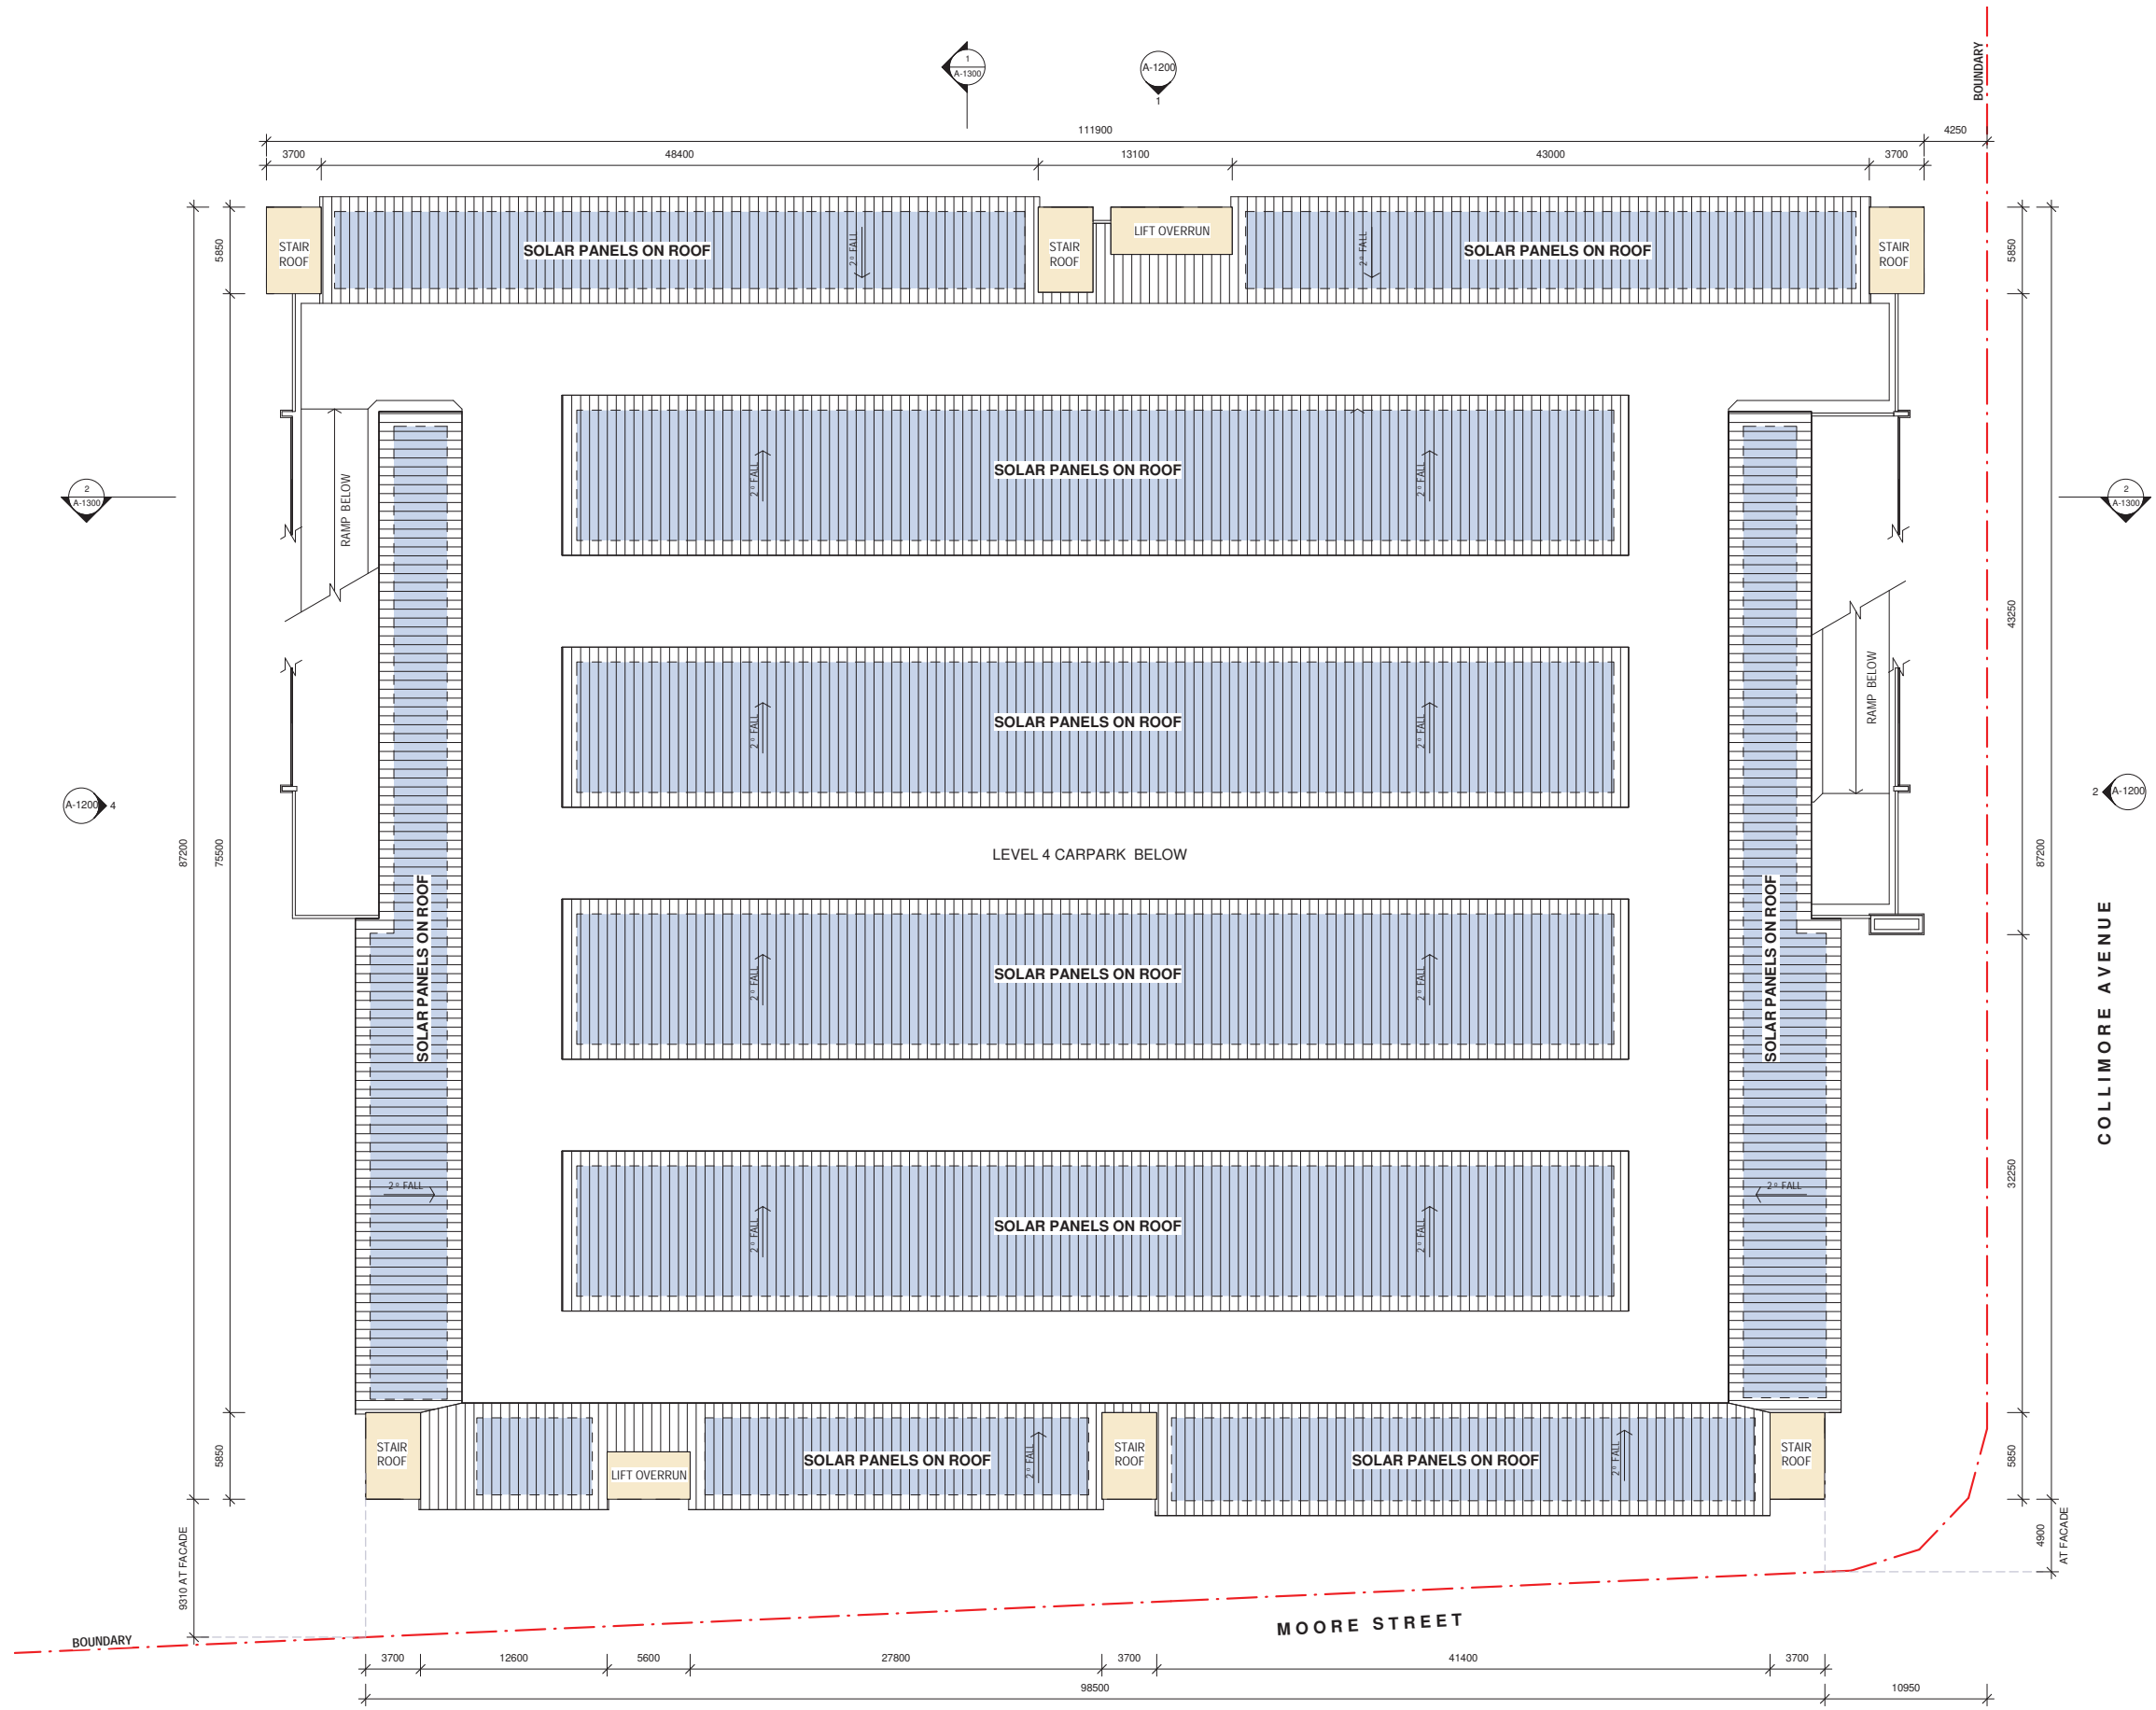 BOUNDARY
1
A-1300
A-1200
1
111900
4250
3700
48400
13100
43000
3700
5850
STAIR
ROOF
SOLAR PANELS ON ROOF
2° FALL
STAIR
ROOF
LIFT OVERRUN
2° FALL
SOLAR PANELS ON ROOF
STAIR
ROOF
5850
2
A-1300
RAMP BELOW
2° FALL
SOLAR PANELS ON ROOF
2° FALL
2
A-1300
43250
2° FALL
SOLAR PANELS ON ROOF
2° FALL
RAMP BELOW
A-1200
4
2
A-1200
87200
75500
LEVEL 4 CARPARK BELOW
87200
SOLAR PANELS ON ROOF
2° FALL
SOLAR PANELS ON ROOF
2° FALL
SOLAR PANELS ON ROOF
COLLIMORE AVENUE
2° FALL
2° FALL
SOLAR PANELS ON ROOF
2° FALL
2° FALL
32250
5850
STAIR
ROOF
LIFT OVERRUN
SOLAR PANELS ON ROOF
2° FALL
STAIR
ROOF
SOLAR PANELS ON ROOF
2° FALL
STAIR
ROOF
5850
9310 AT FACADE
4900
AT FACADE
BOUNDARY
MOORE STREET
3700
12600
5600
27800
3700
41400
3700
98500
10950